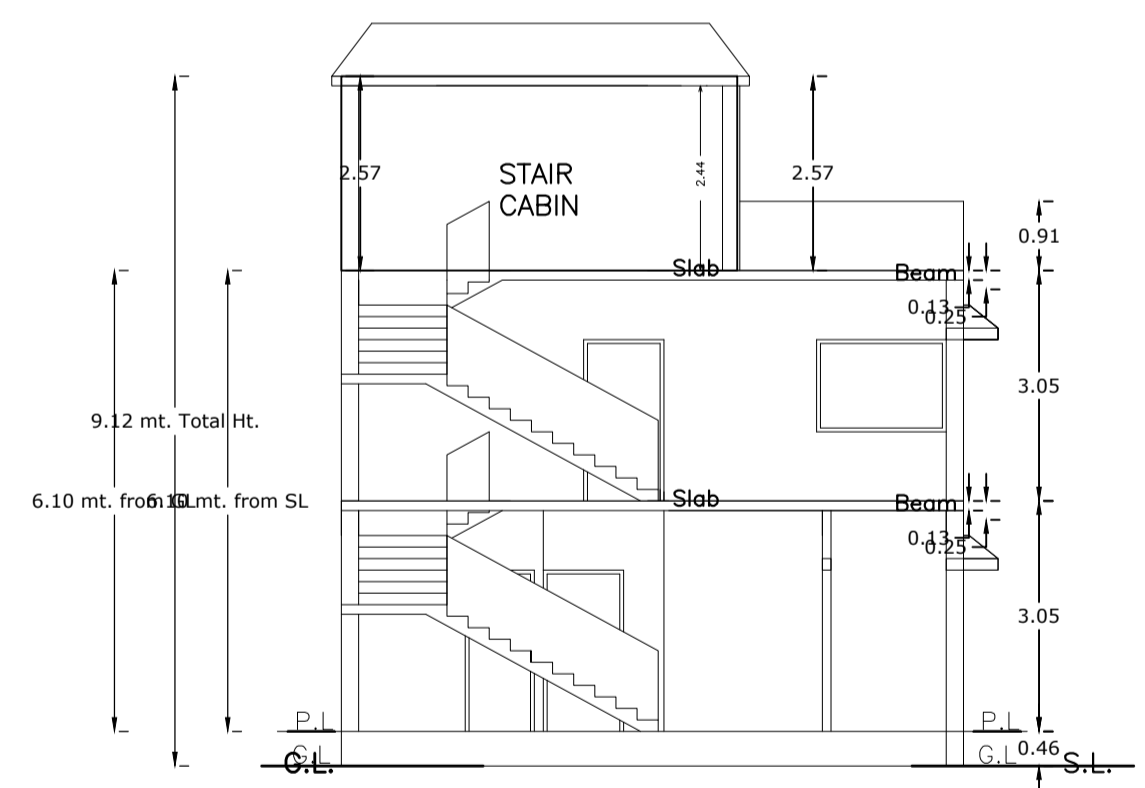 2.57
STAIR
CABIN
2.44
2.57
0.91
Slab
Beam
0.13
0.25
3.05
9.12 mt. Total Ht.
6.10 mt. from GL
6.10 mt. from SL
Slab
Beam
0.13
0.25
3.05
P.L
P.L
G.L
G.L.
G.L
0.46
S.L.